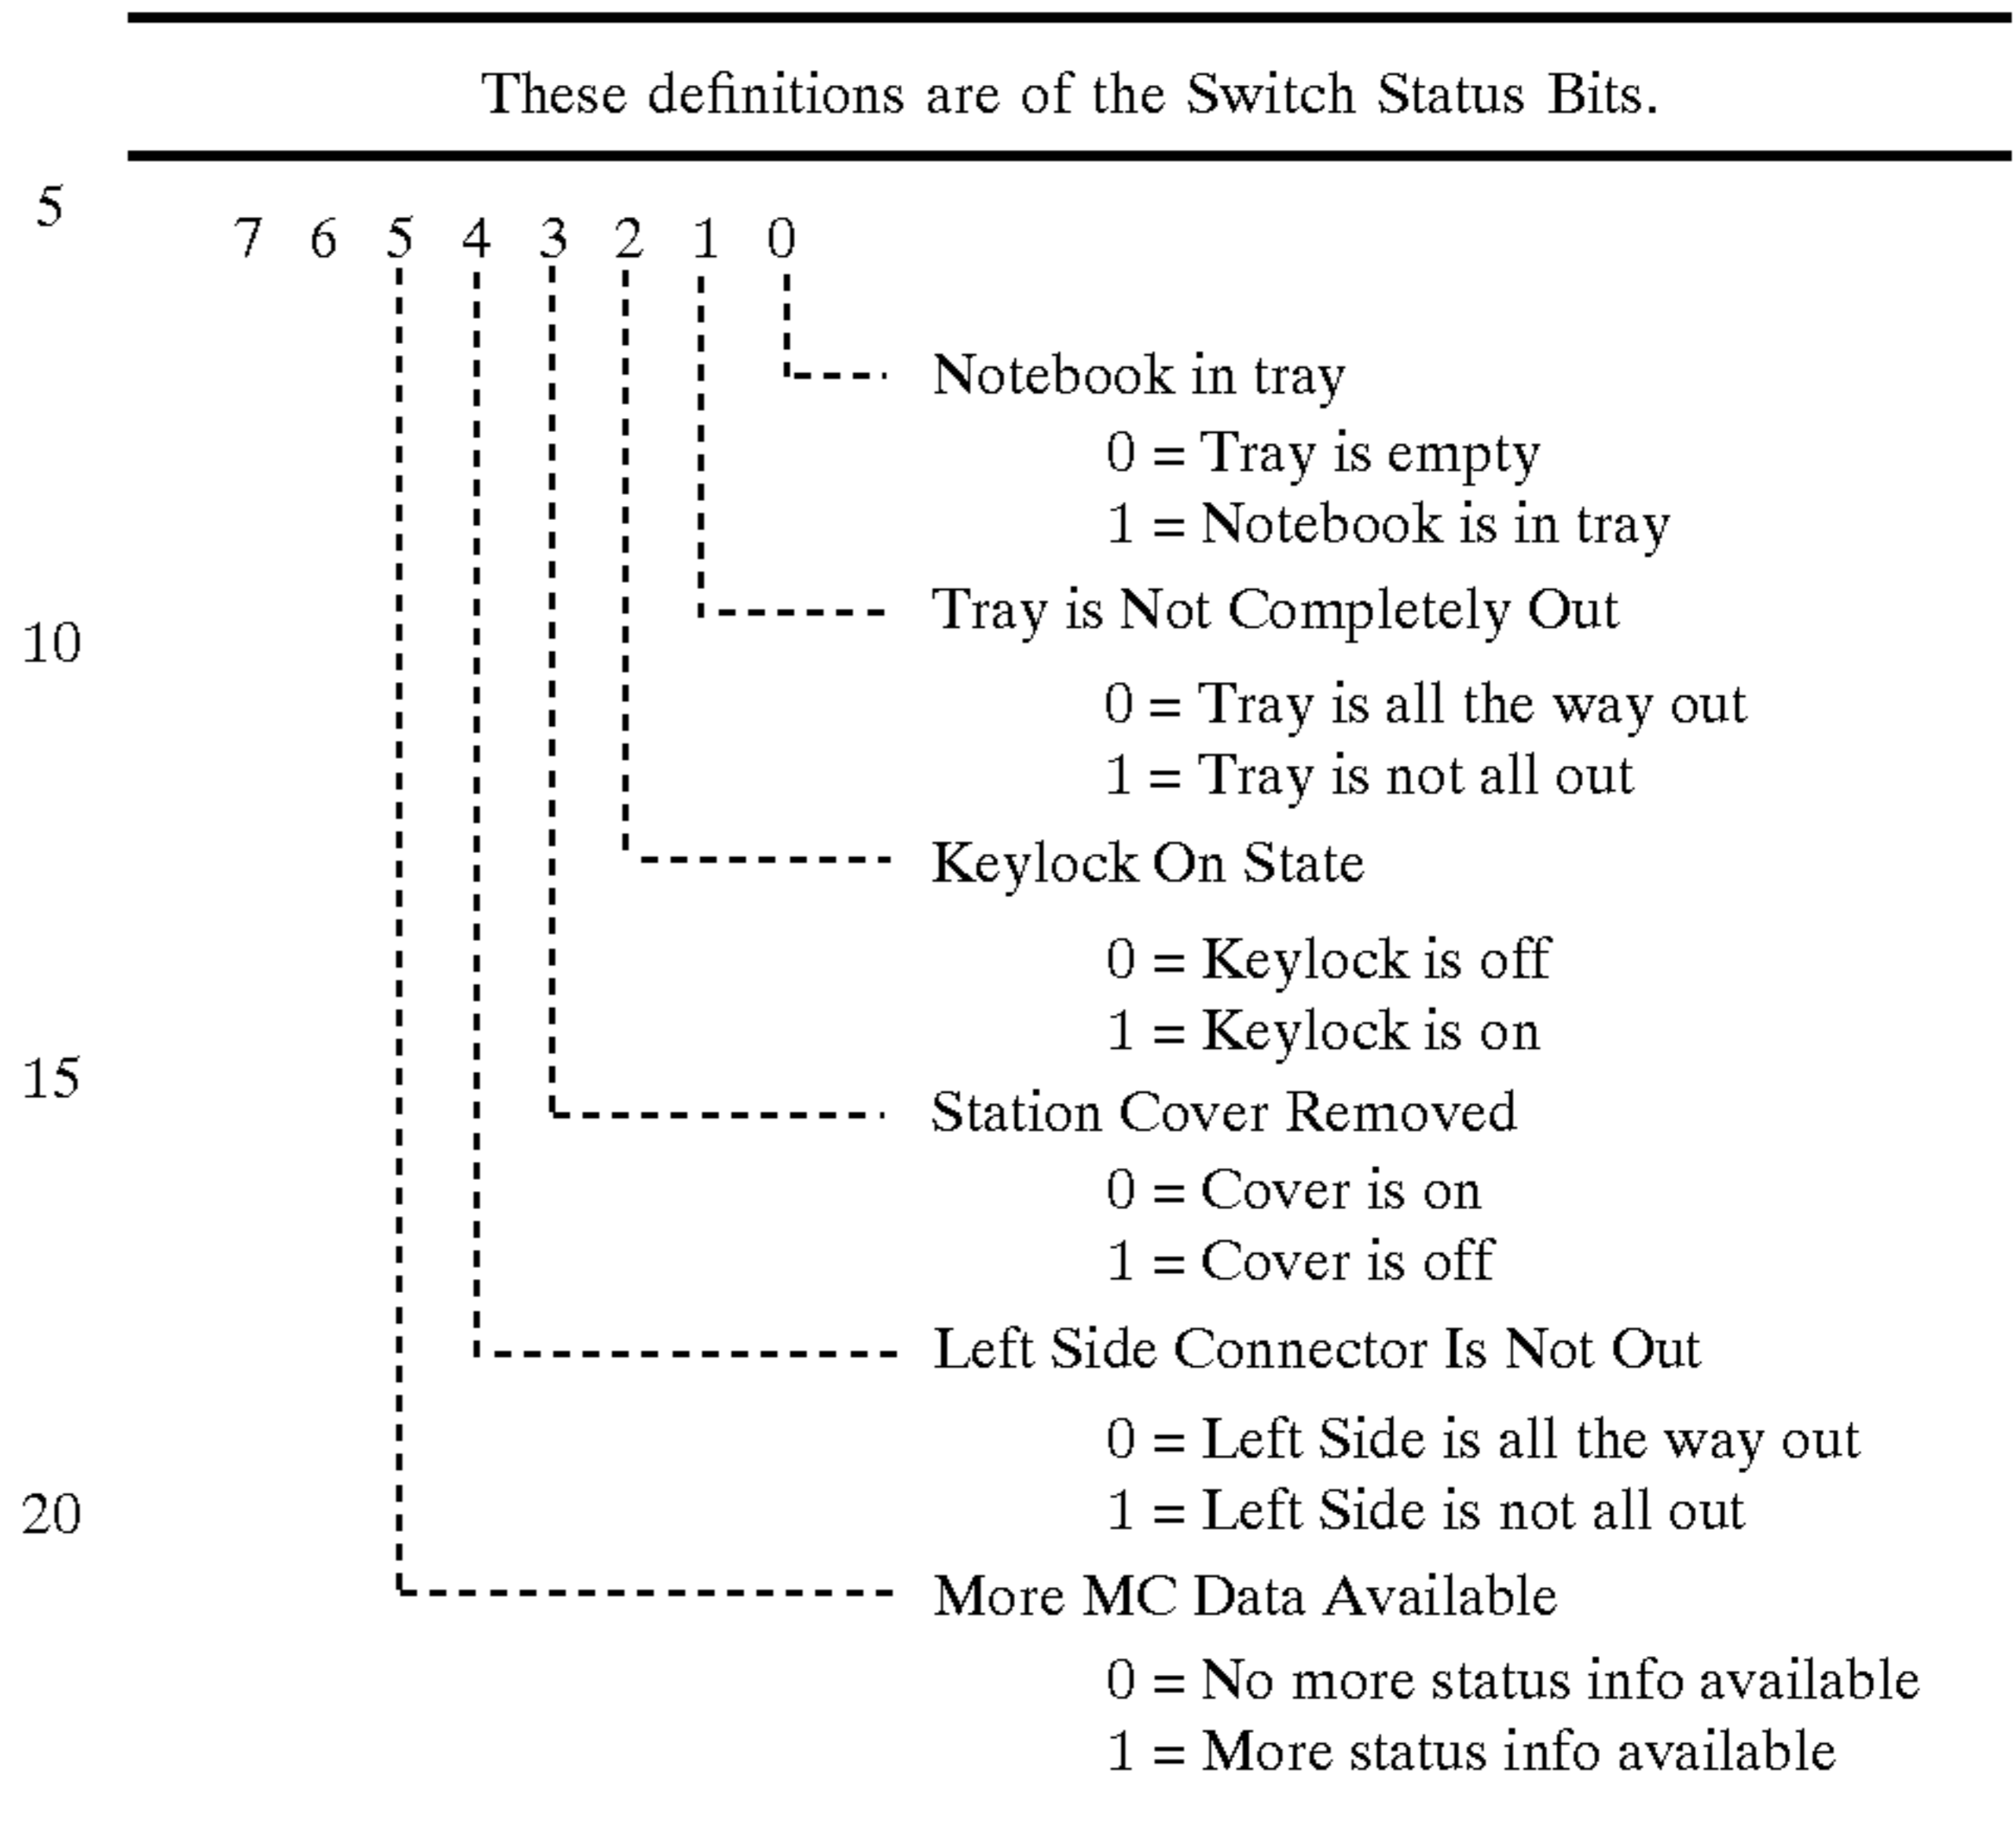 These definitions are of the Switch Status Bits.
5
7 6 5 4 3 2 1 0
Notebook in tray
0 = Tray is empty
1 = Notebook is in tray
Tray is Not Completely Out
10
0 = Tray is all the way out
1 = Tray is not all out
Keylock On State
0 = Keylock is off
1 = Keylock is on
15
Station Cover Removed
0 = Cover is on
1 = Cover is off
Left Side Connector Is Not Out
0 = Left Side is all the way out
20
1 = Left Side is not all out
More MC Data Available
0 = No more status info available
1 = More status info available